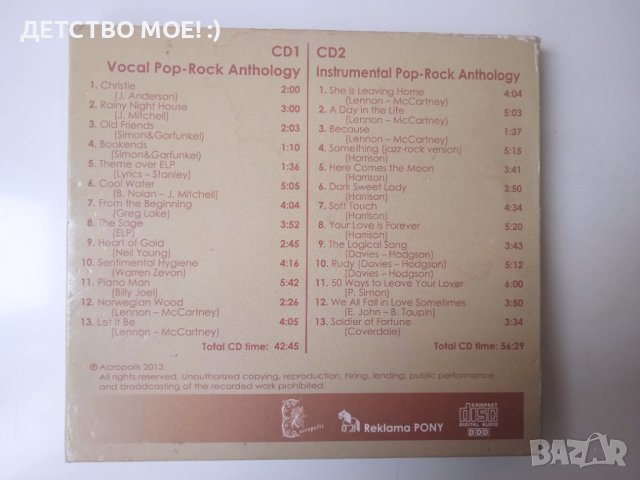 ДЕТСТВО МОЕ!:)
CD1
Vocal Pop-Rock Anthology
1. Christie 2:00
(J. Anderson)
2. Rainy Night House 3:00
(J. Mitchell)
3. Old Friends 2:03
(Simon&Garfunkel)
4. Bookends 1:10
(Simon&Garfunkel)
5. Theme over ELP 1:36
(Lyrics – Stanley)
6. Cool Water 5:05
(B. Nolan – J. Mitchell)
7. From the Beginning 4:04
(Greg Lake)
8. The Sage 3:52
(ELP)
9. Heart of Gold 2:45
(Neil Young)
10. Sentimental Hygiene 4:16
(Warren Zevon)
11. Piano Man 5:42
(Billy Joel)
12. Norwegian Wood 2:26
(Lennon – McCartney)
13. Let It Be 4:05
(Lennon – McCartney)
Total CD time: 42:45
CD2
Instrumental Pop-Rock Anthology
1. She Is Leaving Home 4:04
(Lennon – McCartney)
2. A Day in the Life 5:03
(Lennon – McCartney)
3. Because 1:37
(Lennon – McCartney)
4. Something (jazz-rock version) 5:15
(Harrison)
5. Here Comes the Moon 3:41
(Harrison)
6. Dark Sweet Lady 3:50
(Harrison)
7. Soft Touch 4:34
(Harrison)
8. Your Love is Forever 5:20
(Harrison)
9. The Logical Song 3:43
(Davies – Hodgson)
10. Rudy (Davies – Hodgson) 5:12
(Davies – Hodgson)
11. 50 Ways to Leave Your Lover 6:00
(P. Simon)
12. We All Fall in Love Sometimes 3:50
(E. John – B. Taupin)
13. Soldier of Fortune 3:34
(Coverdale)
Total CD time: 56:29
℗ Acropolis 2013
All rights reserved. Unauthorized copying, reproduction, hiring, lending, public performance
and broadcasting of the recorded work prohibited.
Acropolis
Reklama PONY
COMPACT
disc
DIGITAL AUDIO
DDD
BAZAR